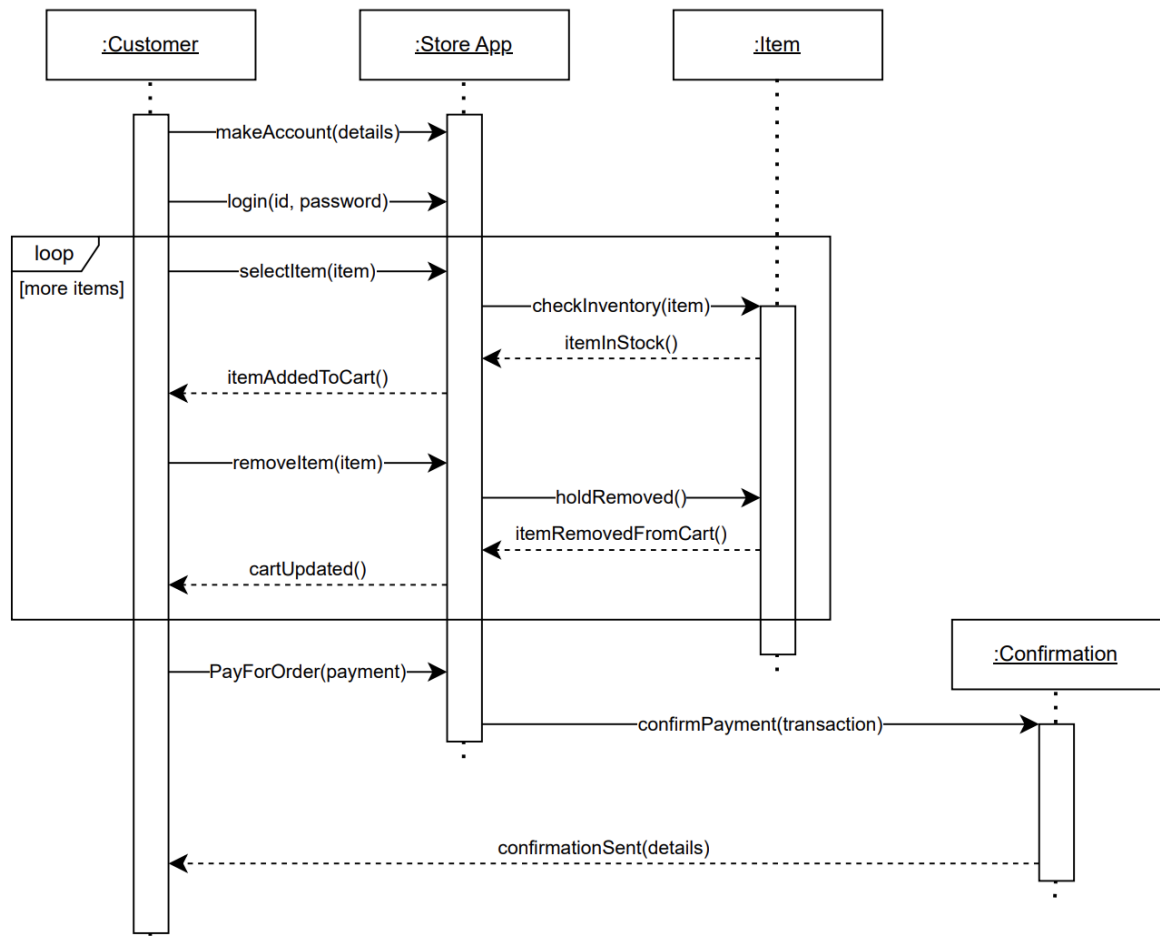 :Customer
:Store App
:Item
makeAccount(details)
login(id, password)
loop
[more items]
selectItem(item)
checkInventory(item)
itemInStock()
itemAddedToCart()
removeItem(item)
holdRemoved()
itemRemovedFromCart()
cartUpdated()
:Confirmation
PayForOrder(payment)
confirmPayment(transaction)
confirmationSent(details)